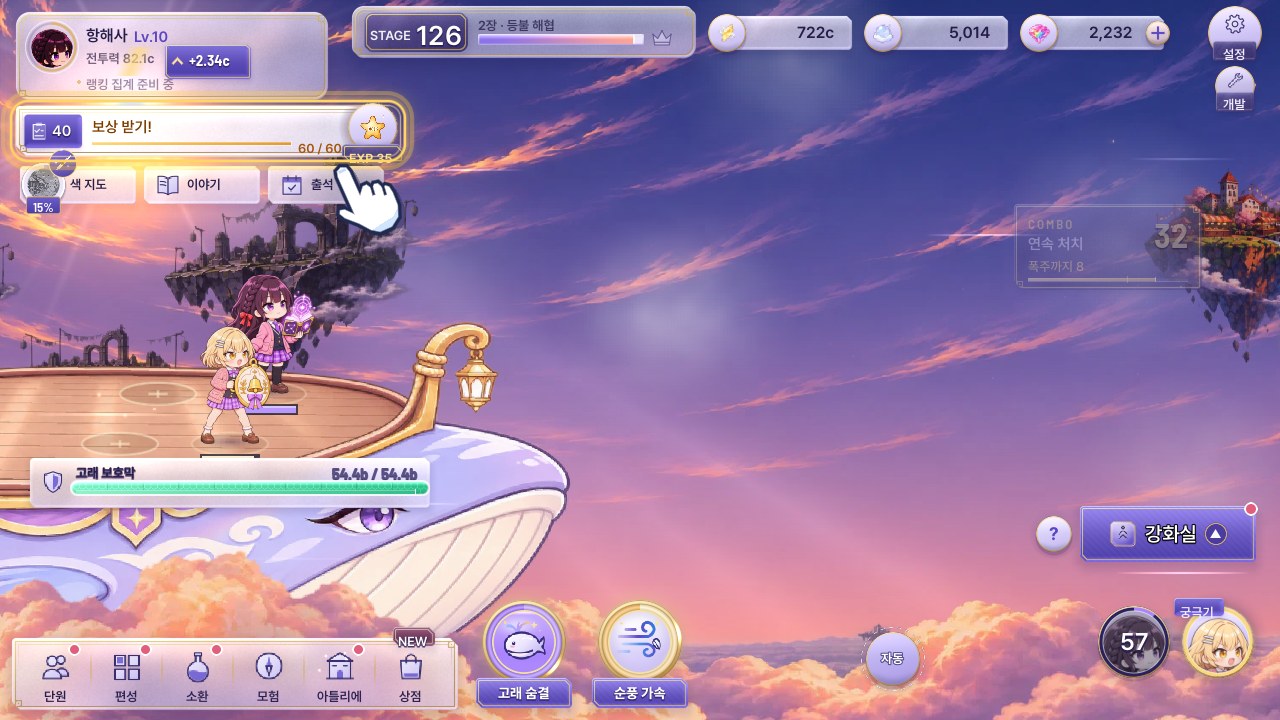 항해사 Lv.10
전투력 82.1c
+2.34c
* 랭킹 집계 준비 중
STAGE 126
2장 · 등불 해협
722c
5,014
2,232
설정
개발
40
보상 받기!
60 / 60
EXP 35
색 지도
15%
이야기
출석
COMBO
연속 처치
32
폭주까지 8
고래 보호막
54.4b / 54.4b
?
강화실
NEW
단원
편성
소환
모험
아틀리에
상점
고래 숨결
순풍 가속
자동
57
궁극기